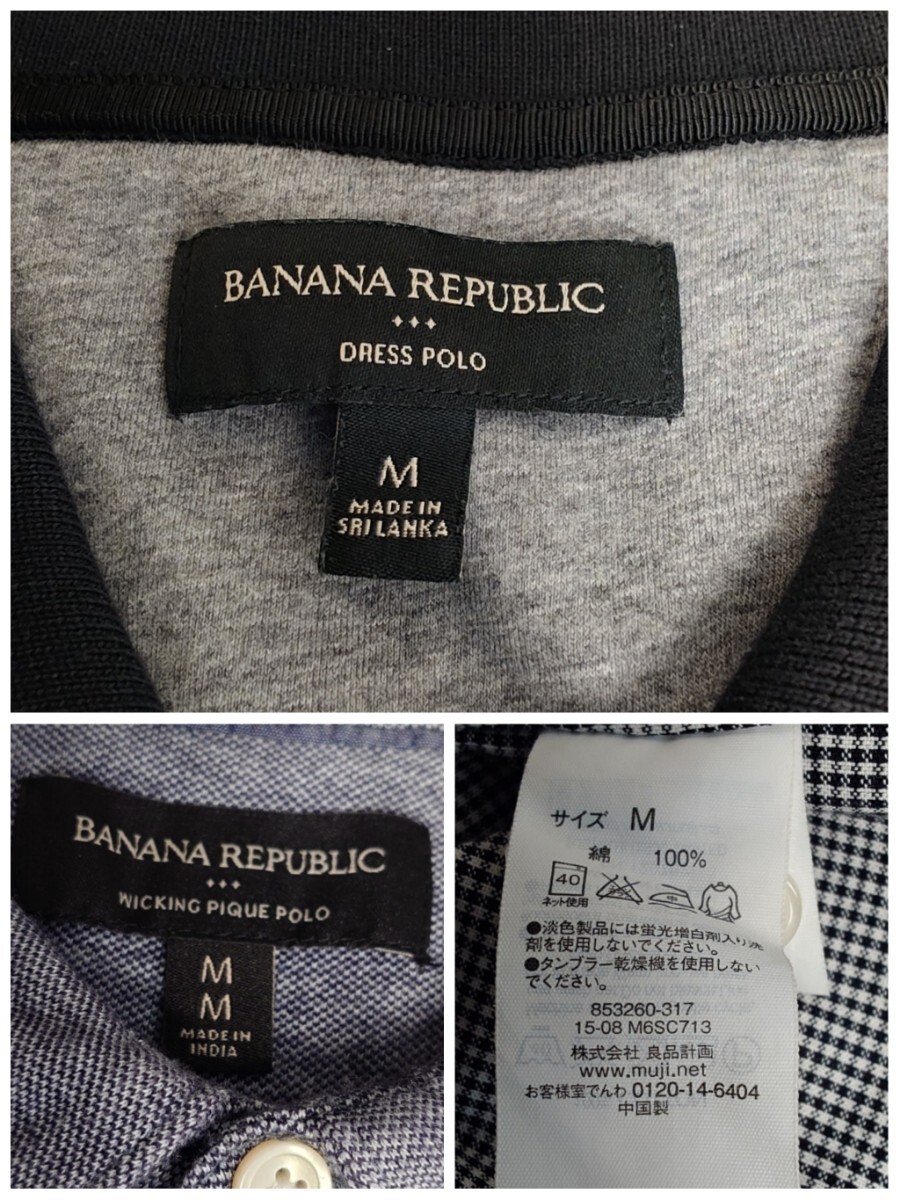 BANANA REPUBLIC
DRESS POLO
M
MADE IN
SRI LANKA
BANANA REPUBLIC
WICKING PIQUE POLO
M
M
MADE IN
INDIA
サイズ M
綿 100%
40
中
ネット使用
●淡色製品には蛍光増白剤入り洗
剤を使用しないでください。
●タンブラー乾燥機を使用しない
でください。
853260-317
15-08 M6SC713
株式会社 良品計画
www.muji.net
お客様室でんわ 0120-14-6404
中国製